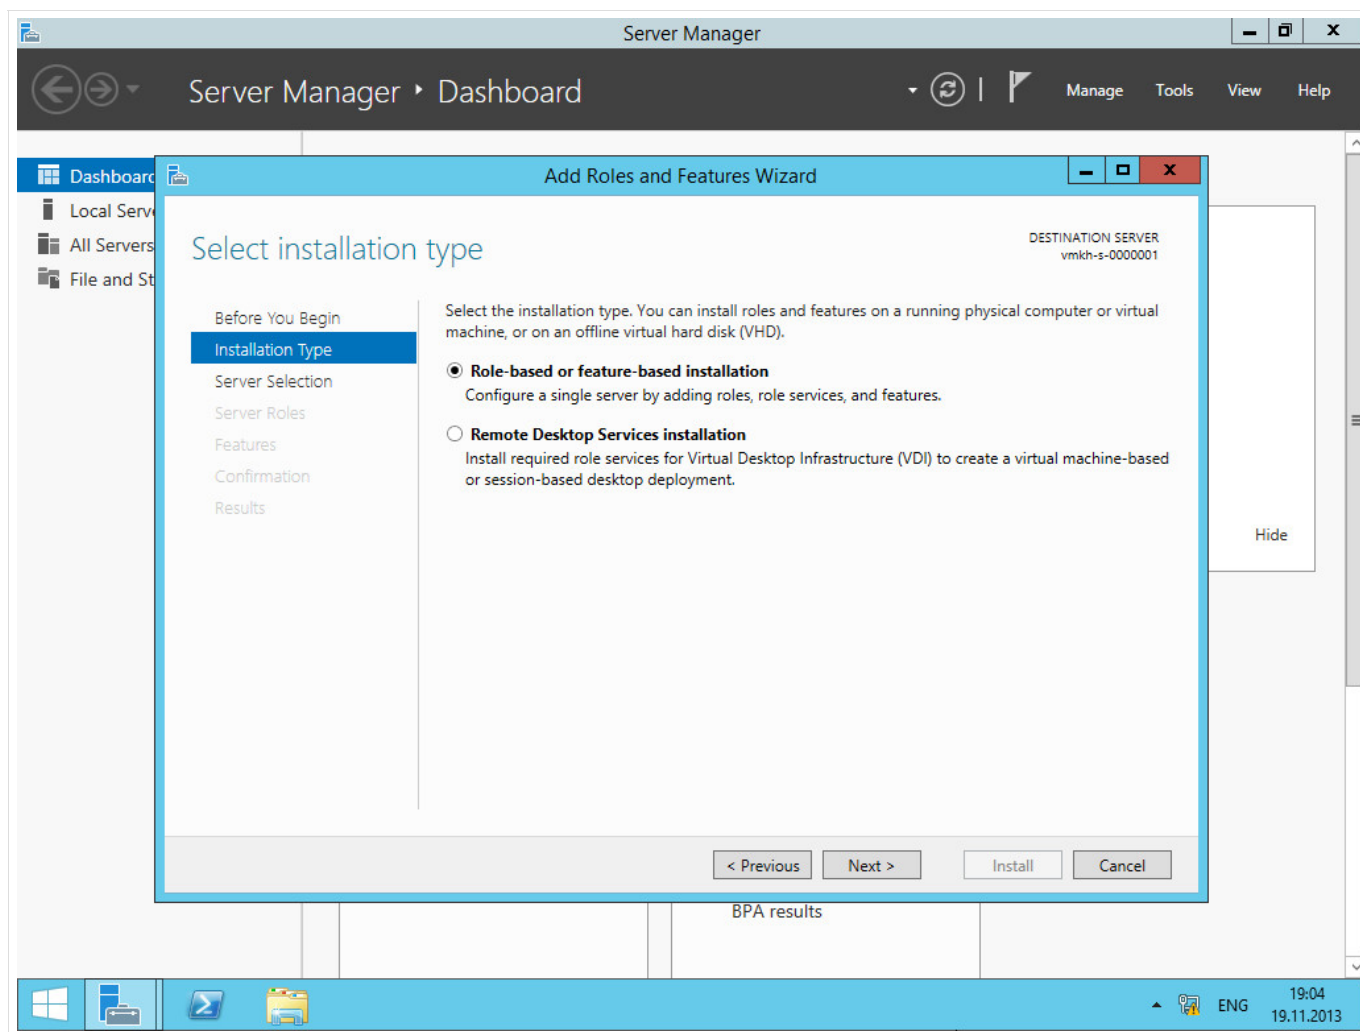 Server Manager
Server Manager ‣ Dashboard
Manage Tools View Help
Dashboard
Local Serve
All Servers
File and St
Add Roles and Features Wizard
Select installation type
DESTINATION SERVER
vmkh-s-0000001
Before You Begin
Installation Type
Server Selection
Server Roles
Features
Confirmation
Results
Select the installation type. You can install roles and features on a running physical computer or virtual
machine, or on an offline virtual hard disk (VHD).
Role-based or feature-based installation
Configure a single server by adding roles, role services, and features.
Remote Desktop Services installation
Install required role services for Virtual Desktop Infrastructure (VDI) to create a virtual machine-based
or session-based desktop deployment.
Hide
< Previous
Next >
Install
Cancel
BPA results
ENG
19:04
19.11.2013